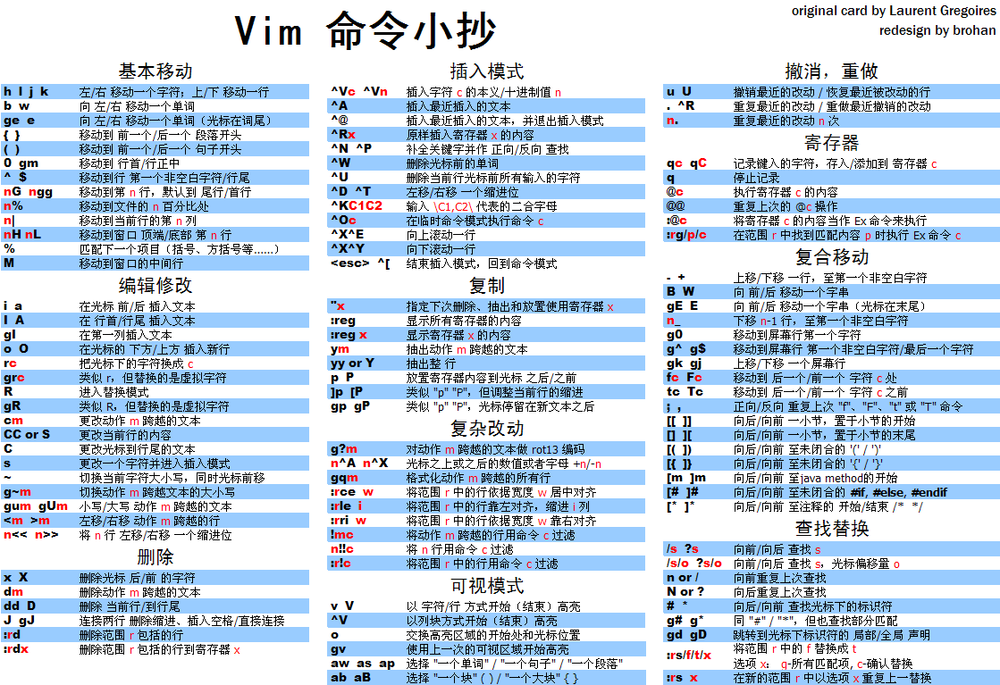 Vim 命令小抄
original card by Laurent Gregoires
redesign by brohan
基本移动
h l j k 左/右 移动一个字符；上/下 移动一行
b w 向 左/右 移动一个单词
ge e 向 左/右 移动一个单词（光标在词尾）
{ } 移动到 前一个/后一个 段落开头
( ) 移动到 前一个/后一个 句子开头
0 gm 移动到 行首/行正中
^ $ 移动到行 第一个非空白字符/行尾
nG ngg 移动到第 n 行，默认到 尾行/首行
n% 移动到文件的 n 百分比处
n| 移动到当前行的第 n 列
nH nL 移动到窗口 顶端/底部 第 n 行
% 匹配下一个项目（括号、方括号等……）
M 移动到窗口的中间行
编辑修改
i a 在光标 前/后 插入文本
I A 在 行首/行尾 插入文本
gI 在第一列插入文本
o O 在光标的 下方/上方 插入新行
rc 把光标下的字符换成 c
grc 类似 r，但替换的是虚拟字符
R 进入替换模式
gR 类似 R，但替换的是虚拟字符
cm 更改动作 m 跨越的文本
CC or S 更改当前行的内容
C 更改光标到行尾的文本
s 更改一个字符并进入插入模式
~ 切换当前字符大小写，同时光标前移
g~m 切换动作 m 跨越文本的大小写
gum gUm 小写/大写 动作 m 跨越的文本
<m >m 左移/右移 动作 m 跨越的行
n<< n>> 将 n 行 左移/右移 一个缩进位
删除
x X 删除光标 后/前 的字符
dm 删除动作 m 跨越的文本
dd D 删除 当前行/到行尾
J gJ 连接两行 删除缩进、插入空格/直接连接
:rd 删除范围 r 包括的行
:rdx 删除范围 r 包括的行到寄存器 x
插入模式
^Vc ^Vn 插入字符 c 的本义/十进制值 n
^A 插入最近插入的文本
^@ 插入最近插入的文本，并退出插入模式
^Rx 原样插入寄存器 x 的内容
^N ^P 补全关键字并作 正向/反向 查找
^W 删除光标前的单词
^U 删除当前行光标前所有输入的字符
^D ^T 左移/右移 一个缩进位
^KC1C2 输入 \C1,C2\ 代表的二合字母
^Oc 在临时命令模式执行命令 c
^X^E 向上滚动一行
^X^Y 向下滚动一行
<esc> ^[ 结束插入模式，回到命令模式
复制
"x 指定下次删除、抽出和放置使用寄存器 x
:reg 显示所有寄存器的内容
:reg x 显示寄存器 x 的内容
ym 抽出动作 m 跨越的文本
yy or Y 抽出整 行
p P 放置寄存器内容到光标 之后/之前
]p [P 类似 "p" "P"，但调整当前行的缩进
gp gP 类似 "p" "P"，光标停留在新文本之后
复杂改动
g?m 对动作 m 跨越的文本做 rot13 编码
n^A n^X 光标之上或之后的数值或者字母 +n/-n
gqm 格式化动作 m 跨越的所有行
:rce w 将范围 r 中的行依据宽度 w 居中对齐
:rle i 将范围 r 中的行靠左对齐，缩进 i 列
:rri w 将范围 r 中的行依据宽度 w 靠右对齐
!mc 将动作 m 跨越的行用命令 c 过滤
n!!c 将 n 行用命令 c 过滤
:r!c 将范围 r 中的行用命令 c 过滤
可视模式
v V 以 字符/行 方式开始（结束）高亮
^V 以列块方式开始（结束）高亮
o 交换高亮区域的开始处和光标位置
gv 使用上一次的可视区域开始高亮
aw as ap 选择 "一个单词" / "一个句子" / "一个段落"
ab aB 选择 "一个块" ( ) / "一个大块" { }
撤消，重做
u U 撤销最近的改动 / 恢复最近被改动的行
. ^R 重复最近的改动 / 重做最近撤销的改动
n. 重复最近的改动 n 次
寄存器
qc qC 记录键入的字符，存入/添加到 寄存器 c
q 停止记录
@c 执行寄存器 c 的内容
@@ 重复上次的 @c 操作
:@c 将寄存器 c 的内容当作 Ex 命令来执行
:rg/p/c 在范围 r 中找到匹配内容 p 时执行 Ex 命令 c
复合移动
- + 上移/下移 一行，至第一个非空白字符
B W 向 前/后 移动一个字串
gE E 向 前/后 移动一个字串（光标在末尾）
n_ 下移 n-1 行，至第一个非空白字符
g0 移动到屏幕行第一个字符
g^ g$ 移动到屏幕行 第一个非空白字符/最后一个字符
gk gj 上移/下移 一个屏幕行
fc Fc 移动到 后一个/前一个 字符 c 处
tc Tc 移动到 后一个/前一个 字符 c 之前
; , 正向/反向 重复上次 "f"、"F"、"t" 或 "T" 命令
[[ ]] 向后/向前 一小节，置于小节的开始
[] ][ 向后/向前 一小节，置于小节的末尾
[( ]) 向后/向前 至未闭合的 '(' / ')'
[{ ]} 向后/向前 至未闭合的 '{' / '}'
[m ]m 向后/向前 至java method的开始
[# ]# 向后/向前 至未闭合的 #if, #else, #endif
[* ]* 向后/向前 至注释的 开始/结束 /* */
查找替换
/s ?s 向前/向后 查找 s
/s/o ?s/o 向前/向后 查找 s，光标偏移量 o
n or / 向前重复上次查找
N or ? 向后重复上次查找
# * 向后/向前 查找光标下的标识符
g# g* 同 "#" / "*"，但也查找部分匹配
gd gD 跳转到光标下标识符的 局部/全局 声明
:rs/f/t/x 将范围 r 中的 f 替换成 t
选项 x： q-所有匹配项, c-确认替换
:rs x 在新的范围 r 中以选项 x 重复上一替换